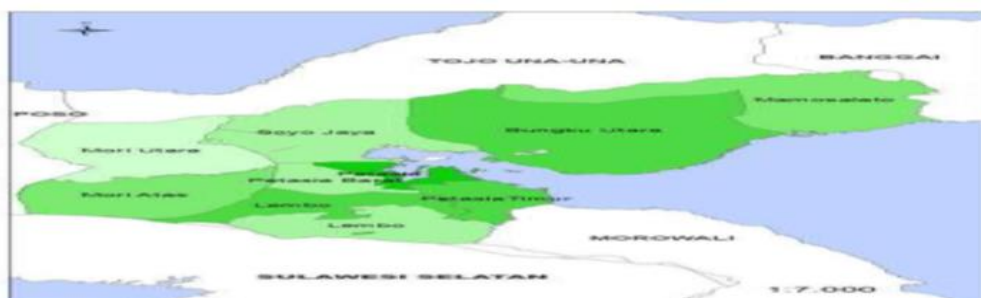 TOJO UNA-UNA
BANGGAI
POSO
Mamosalato
Soyo Jaya
Bungku Utara
Mori Utara
Petasia
Petasia Barat
Mori Atas
Lembo
Petasia Timur
Lembo
MOROWALI
SULAWESI SELATAN
1:7.000